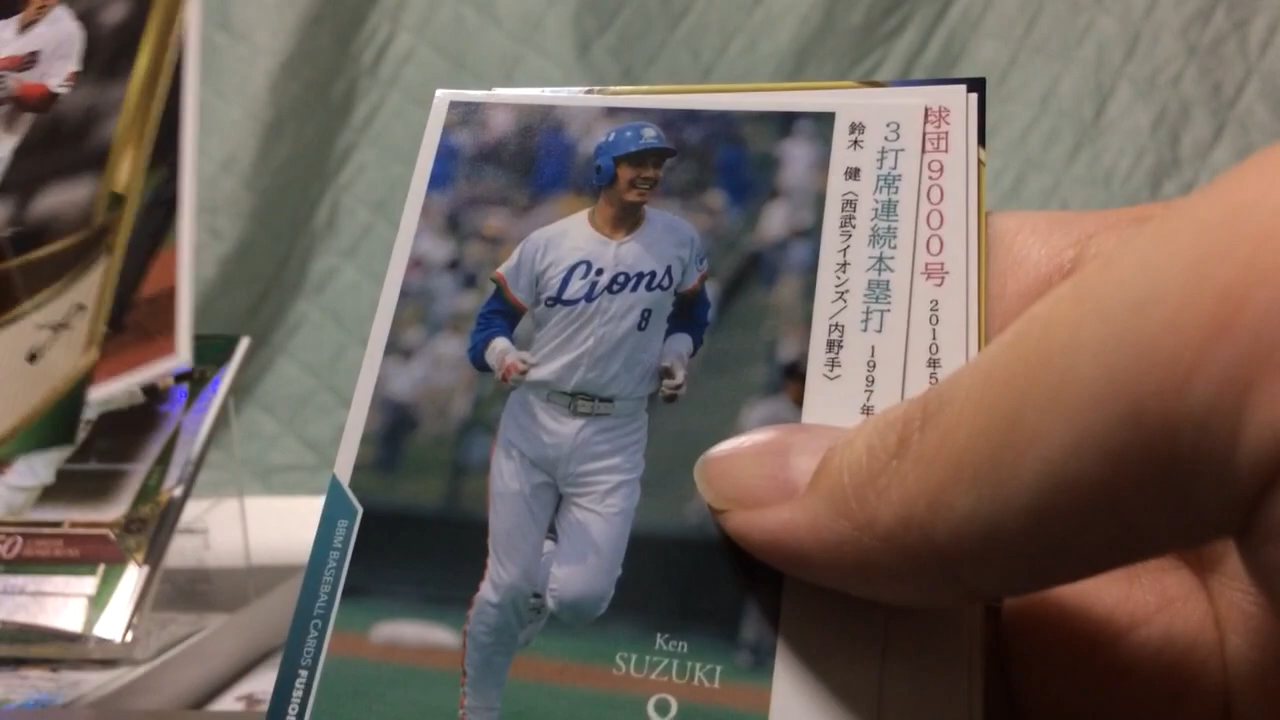 球団9000号 2010年5
3打席連続本塁打 1997年
鈴木 健〈西武ライオンズ/内野手〉
Lions
8
Ken
SUZUKI
8
BBM BASEBALL CARDS FUSION